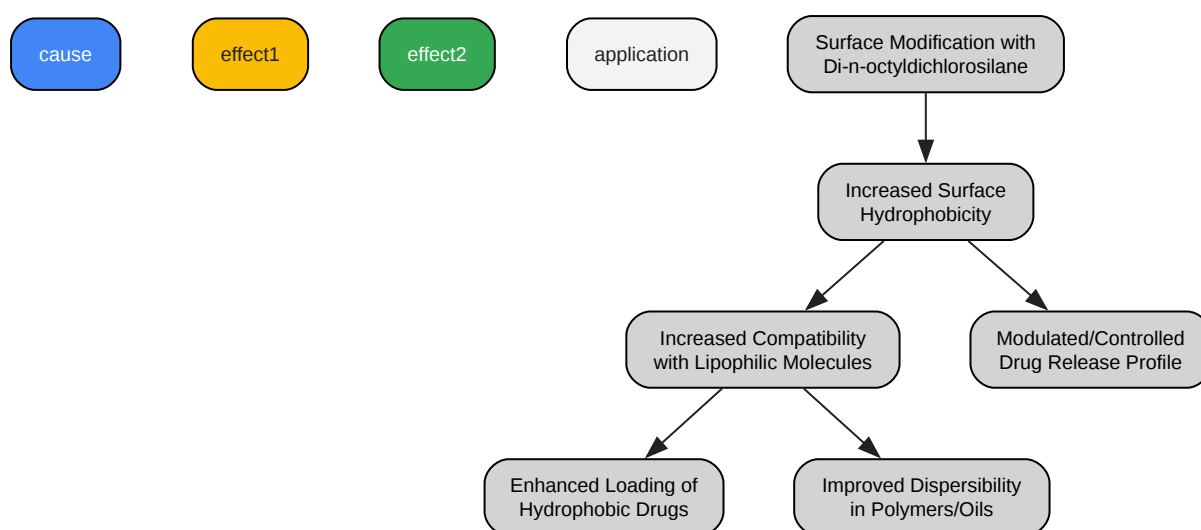 cause
effect1
effect2
application
Surface Modification with
Di-n-octyldichlorosilane
Increased Surface
Hydrophobicity
Increased Compatibility
with Lipophilic Molecules
Modulated/Controlled
Drug Release Profile
Enhanced Loading of
Hydrophobic Drugs
Improved Dispersibility
in Polymers/Oils